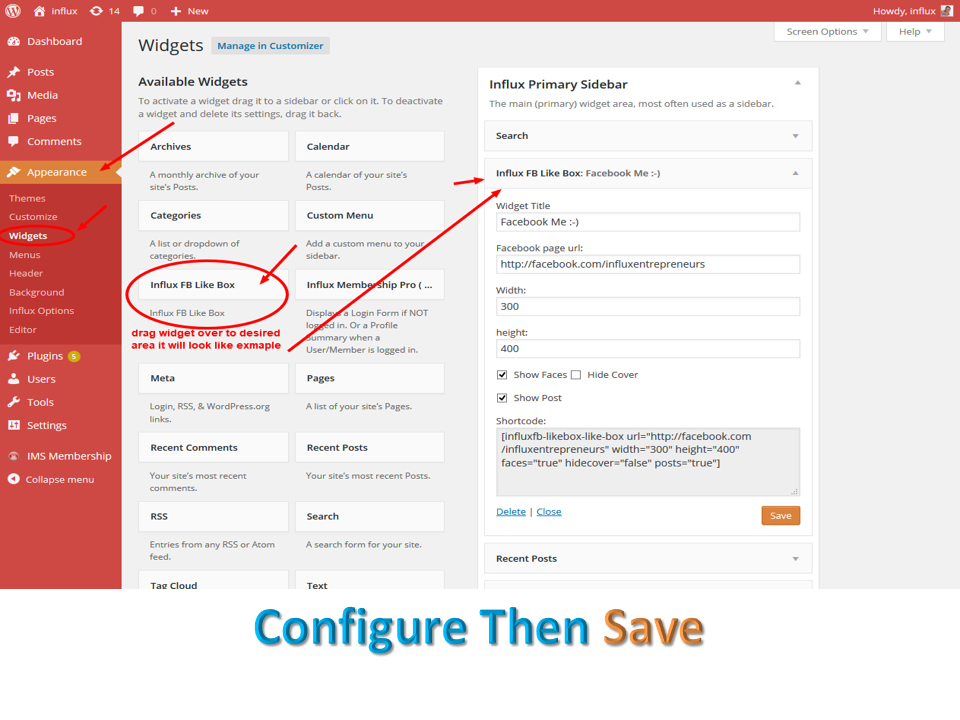 influx 14 0 New Howdy, influx
Screen Options Help
Dashboard
Posts
Media
Pages
Comments
Appearance
Themes
Customize
Widgets
Menus
Header
Background
Influx Options
Editor
Plugins 5
Users
Tools
Settings
IMS Membership
Collapse menu
Widgets Manage in Customizer
Available Widgets
To activate a widget drag it to a sidebar or click on it. To deactivate
a widget and delete its settings, drag it back.
Archives
A monthly archive of your
site's Posts.
Calendar
A calendar of your site's
Posts.
Categories
A list or dropdown of
categories.
Custom Menu
Add a custom menu to your
sidebar.
Influx FB Like Box
Influx FB Like Box
drag widget over to desired
area it will look like exmaple
Influx Membership Pro ( ...
Displays a Login Form if NOT
logged in. Or a Profile
Summary when a
User/Member is logged in.
Meta
Login, RSS, & WordPress.org
links.
Pages
A list of your site's Pages.
Recent Comments
Your site's most recent
comments.
Recent Posts
Your site's most recent Posts.
RSS
Entries from any RSS or Atom
feed.
Search
A search form for your site.
Tag Cloud
Text
Influx Primary Sidebar
The main (primary) widget area, most often used as a sidebar.
Search
Influx FB Like Box: Facebook Me :-)
Widget Title
Facebook Me :-)
Facebook page url:
http://facebook.com/influxentrepreneurs
Width:
300
height:
400
Show Faces Hide Cover
Show Post
Shortcode:
[influxfb-likebox-like-box url="http://facebook.com
/influxentrepreneurs" width="300" height="400"
faces="true" hidecover="false" posts="true"]
Delete | Close
Save
Recent Posts
Configure Then Save